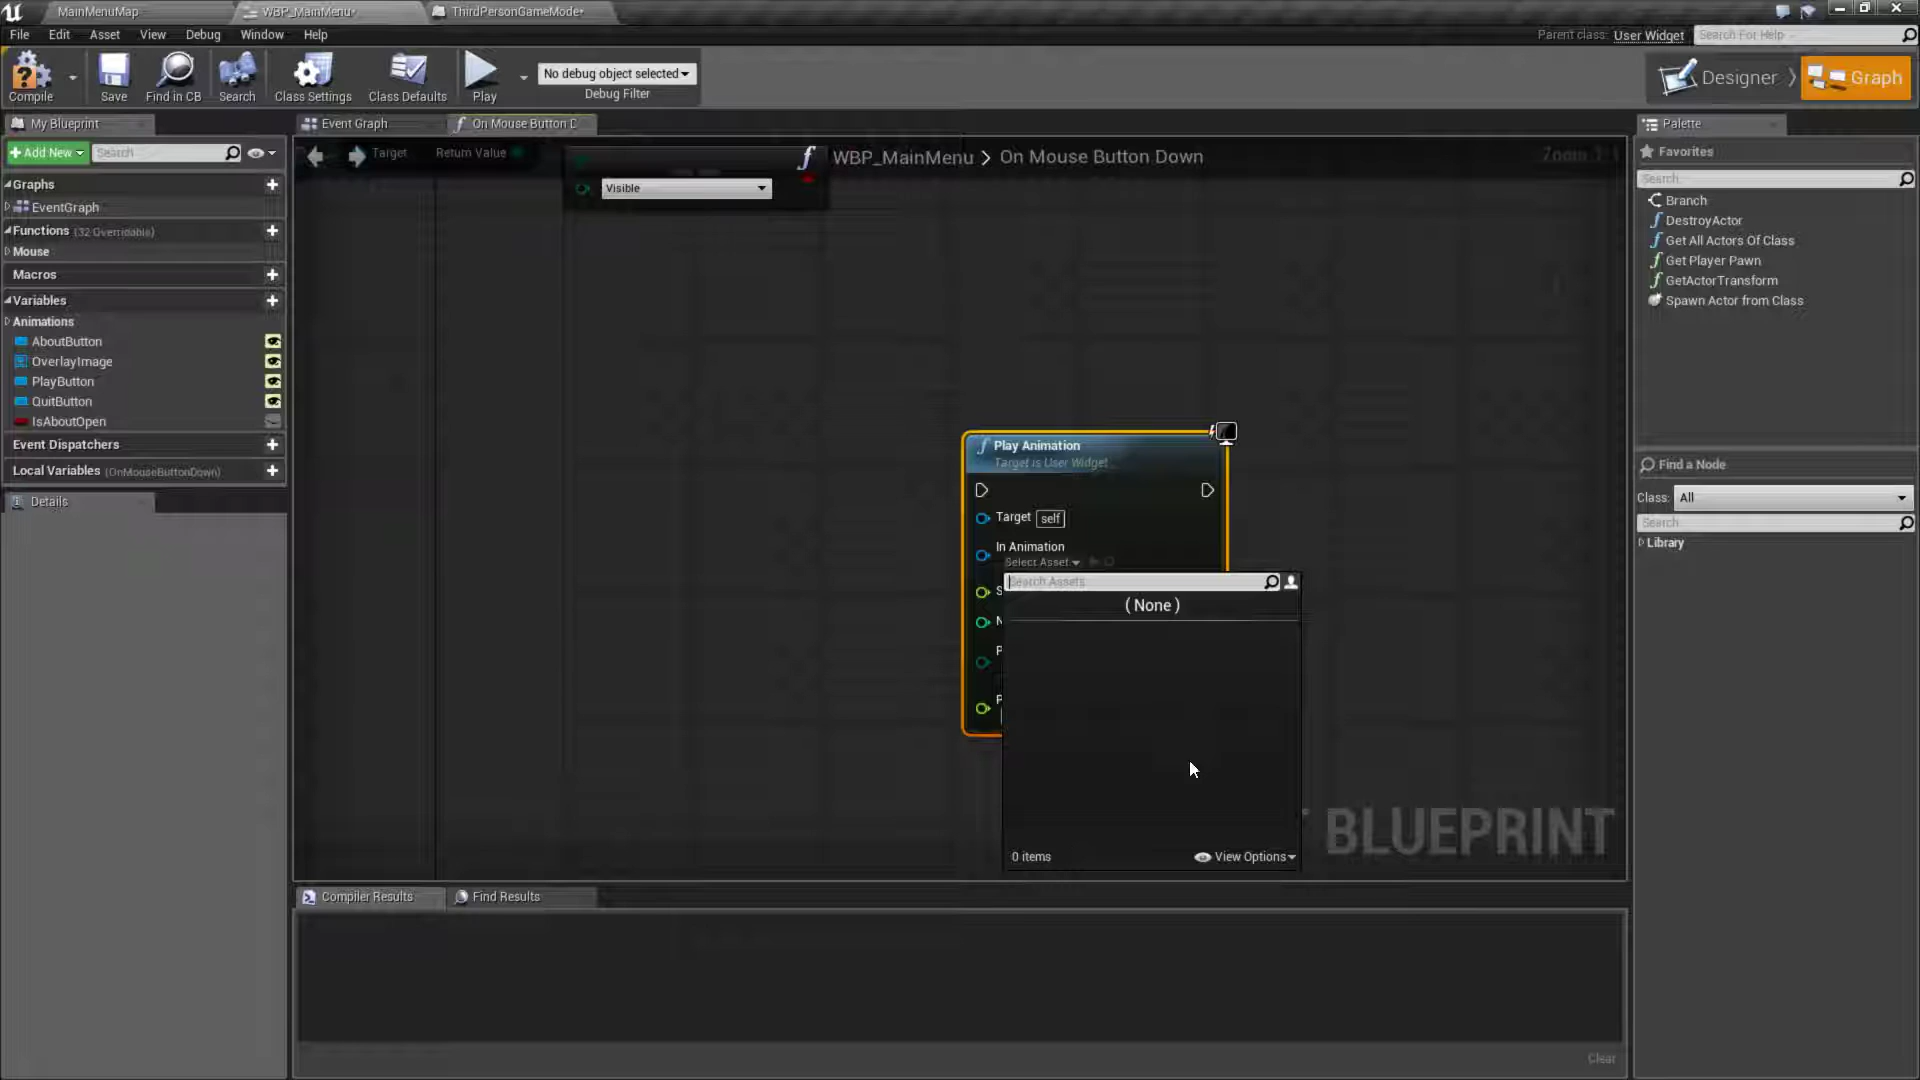 MainMenuMap
WBP_MainMenu*
ThirdPersonGameMode*
File Edit Asset View Debug Window Help
Parent class: User Widget
Search For Help
Compile
Save
Find in CB
Search
Class Settings
Class Defaults
Play
No debug object selected
Debug Filter
Designer
Graph
My Blueprint
Add New
Search
Graphs
EventGraph
Functions (32 Overridable)
Mouse
Macros
Variables
Animations
AboutButton
OverlayImage
PlayButton
QuitButton
IsAboutOpen
Event Dispatchers
Local Variables (OnMouseButtonDown)
Details
Event Graph
On Mouse Button D
Target Return Value
WBP_MainMenu > On Mouse Button Down
Zoom 1:1
Visible
Play Animation
Target is User Widget
Target self
In Animation
Select Asset
S
N
P
P
Search Assets
( None )
0 items
View Options
BLUEPRINT
Compiler Results
Find Results
Clear
Palette
Favorites
Search
Branch
DestroyActor
Get All Actors Of Class
Get Player Pawn
GetActorTransform
Spawn Actor from Class
Find a Node
Class: All
Search
Library